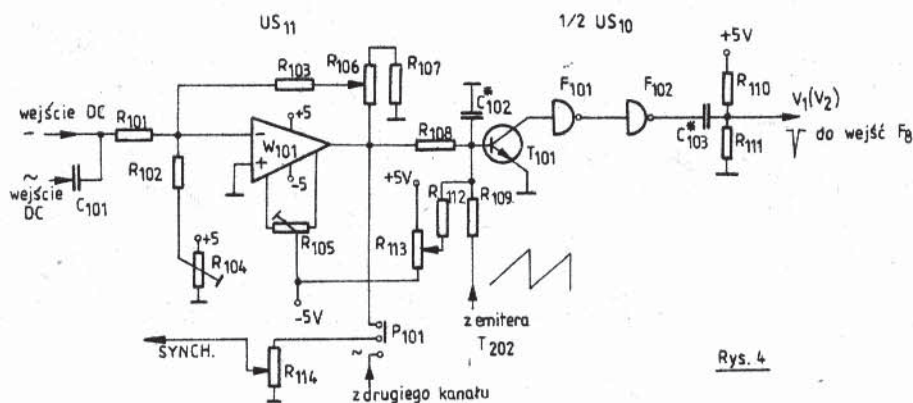 US11
1/2 US10
+5V
R103
R106
R107
F101
F102
R110
V1(V2)
wejście DC
−
R101
C102*
R108
C103*
do wejść F8
R111
T101
+5
−
W101
+
-5
R102
~
wejście
DC
C101
+5V
R112
R109
R105
R113
+5
R104
-5V
z emitera
T202
P101
SYNCH.
~
R114
z drugiego kanału
Rys. 4